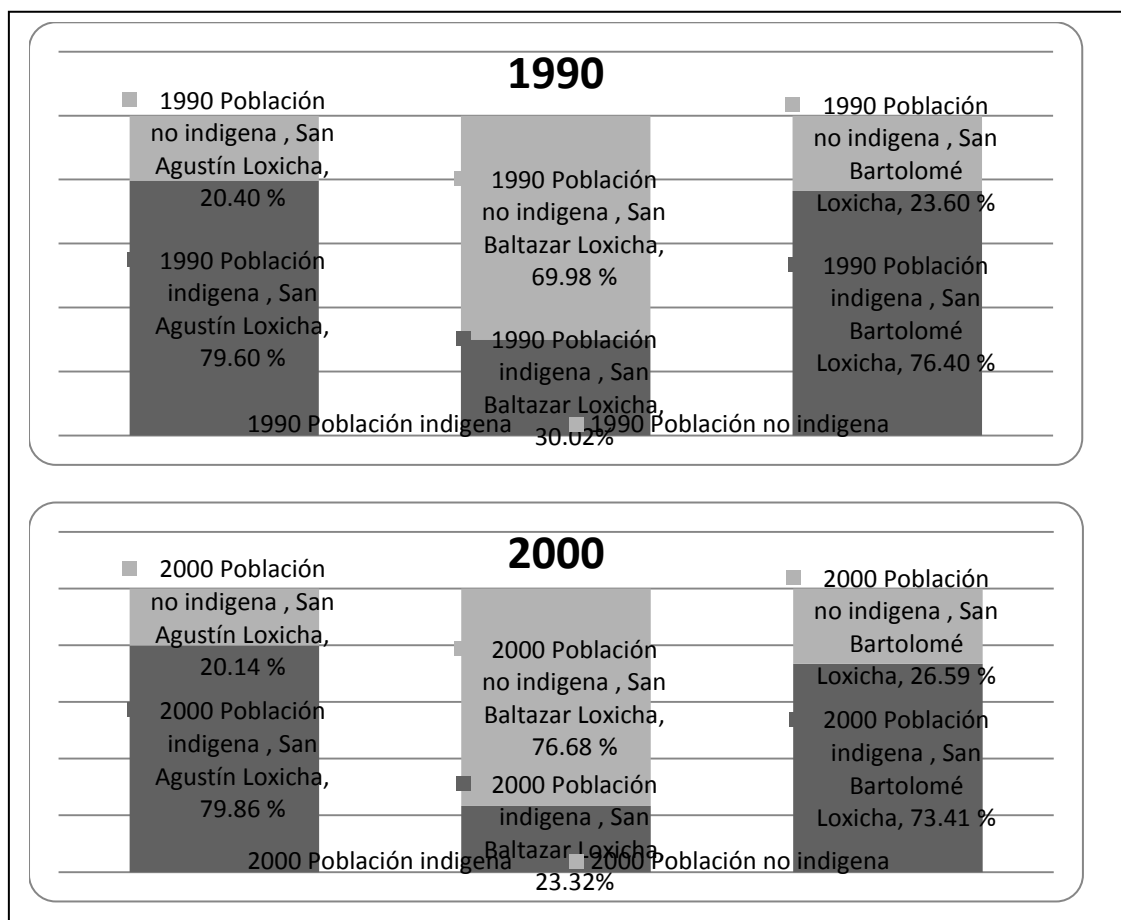 1990
1990 Población
no indigena , San
Agustín Loxicha,
20.40 %
1990 Población
indigena , San
Agustín Loxicha,
79.60 %
1990 Población
no indigena , San
Baltazar Loxicha,
69.98 %
1990 Población
indigena , San
Baltazar Loxicha,
30.02%
1990 Población
no indigena , San
Bartolomé
Loxicha, 23.60 %
1990 Población
indigena , San
Bartolomé
Loxicha, 76.40 %
1990 Población indigena
1990 Población no indigena
2000
2000 Población
no indigena , San
Agustín Loxicha,
20.14 %
2000 Población
indigena , San
Agustín Loxicha,
79.86 %
2000 Población
no indigena , San
Baltazar Loxicha,
76.68 %
2000 Población
indigena , San
Baltazar Loxicha,
23.32%
2000 Población
no indigena , San
Bartolomé
Loxicha, 26.59 %
2000 Población
indigena , San
Bartolomé
Loxicha, 73.41 %
2000 Población indigena
2000 Población no indigena